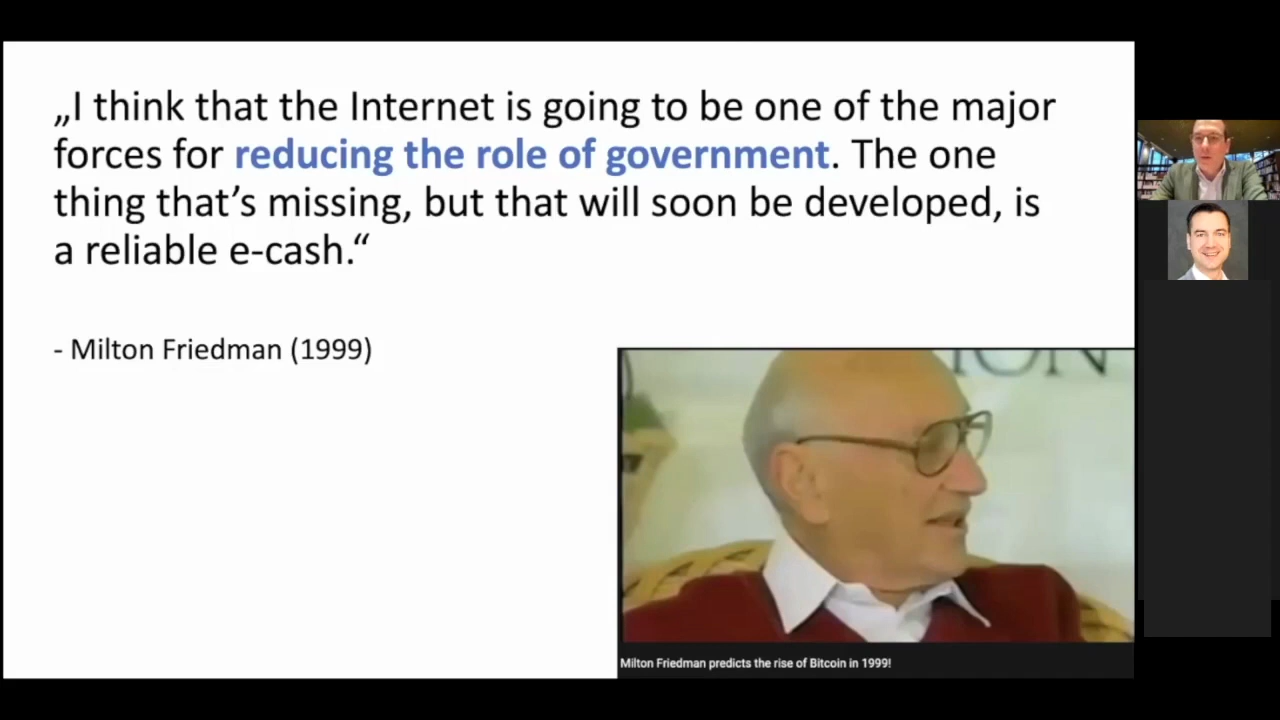 „I think that the Internet is going to be one of the major
forces for reducing the role of government. The one
thing that’s missing, but that will soon be developed, is
a reliable e-cash.“
- Milton Friedman (1999)
ION
Milton Friedman predicts the rise of Bitcoin in 1999!